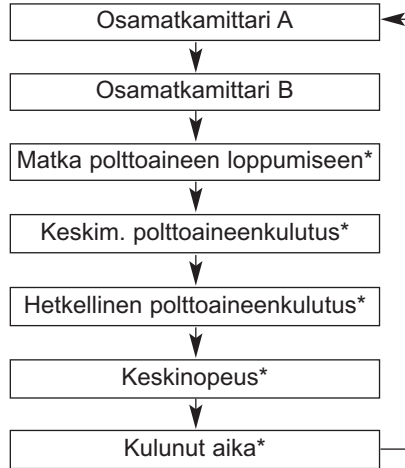 Osamatkamittari A
Osamatkamittari B
Matka polttoaineen loppumiseen*
Keskim. polttoaineenkulutus*
Hetkellinen polttoaineenkulutus*
Keskinopeus*
Kulunut aika*